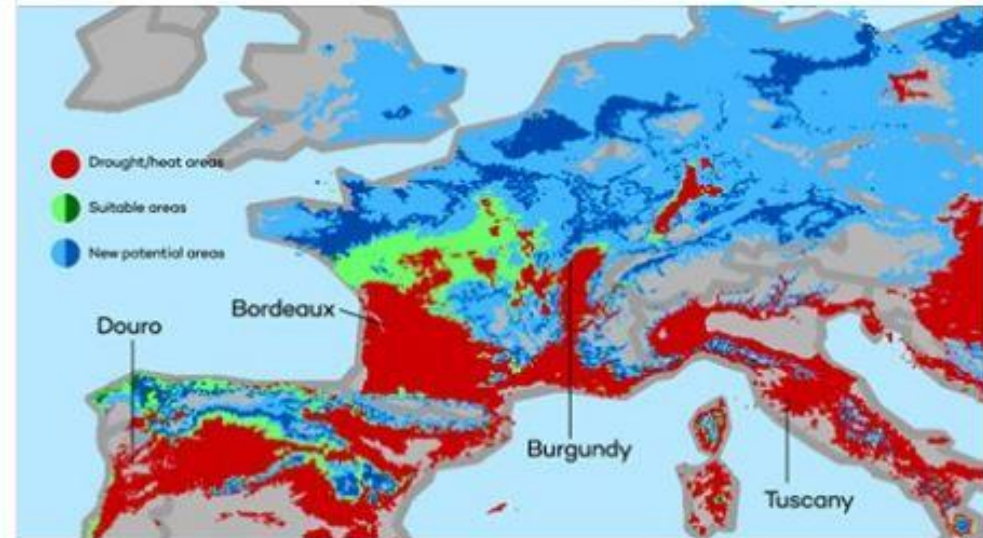 Drought/heat areas
Suitable areas
New potential areas
Bordeaux
Douro
Burgundy
Tuscany